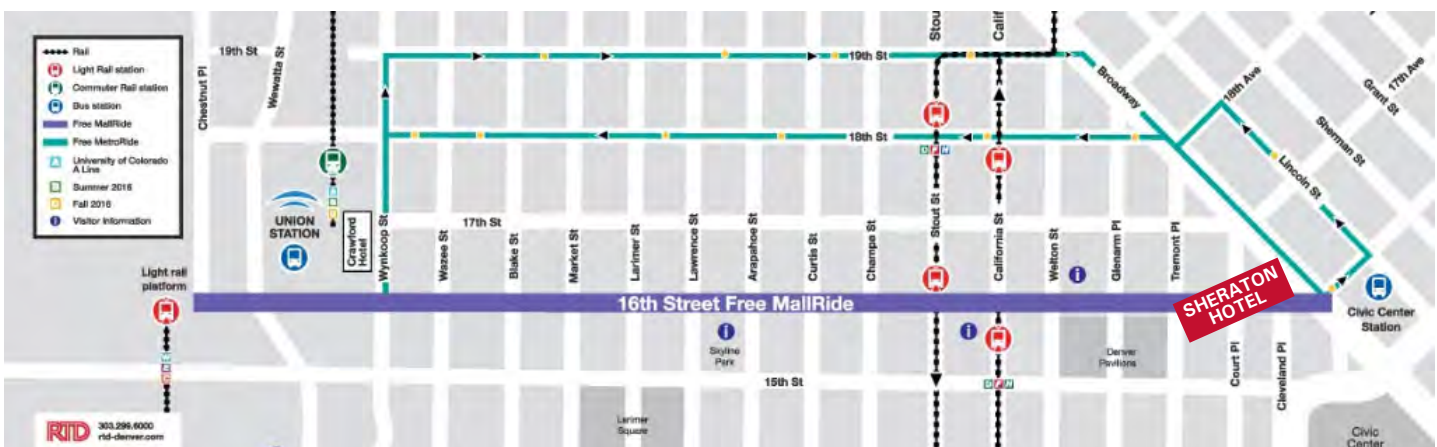 Rail
Light Rail station
Commuter Rail station
Bus station
Free MallRide
Free MetroRide
University of Colorado
A Line
Summer 2016
Fall 2016
Visitor Information
19th St
Chestnut Pl
Wewatta St
UNION
STATION
Crawford
Hotel
Wynkoop St
17th St
Wazee St
Blake St
Market St
Larimer St
Lawrence St
Arapahoe St
Curtis St
Champa St
Stout St
California St
Welton St
Glenarm Pl
Tremont Pl
19th St
18th St
Stou
Calif
Broadway
18th Ave
17th Ave
Grant St
Sherman St
Lincoln St
D F H
Light rail
platform
16th Street Free MallRide
SHERATON
HOTEL
Civic Center
Station
Skyline
Park
Denver
Pavilions
Court Pl
Cleveland Pl
15th St
D F H
Larimer
Square
Civic
Center
RTD
303.299.6000
rtd-denver.com